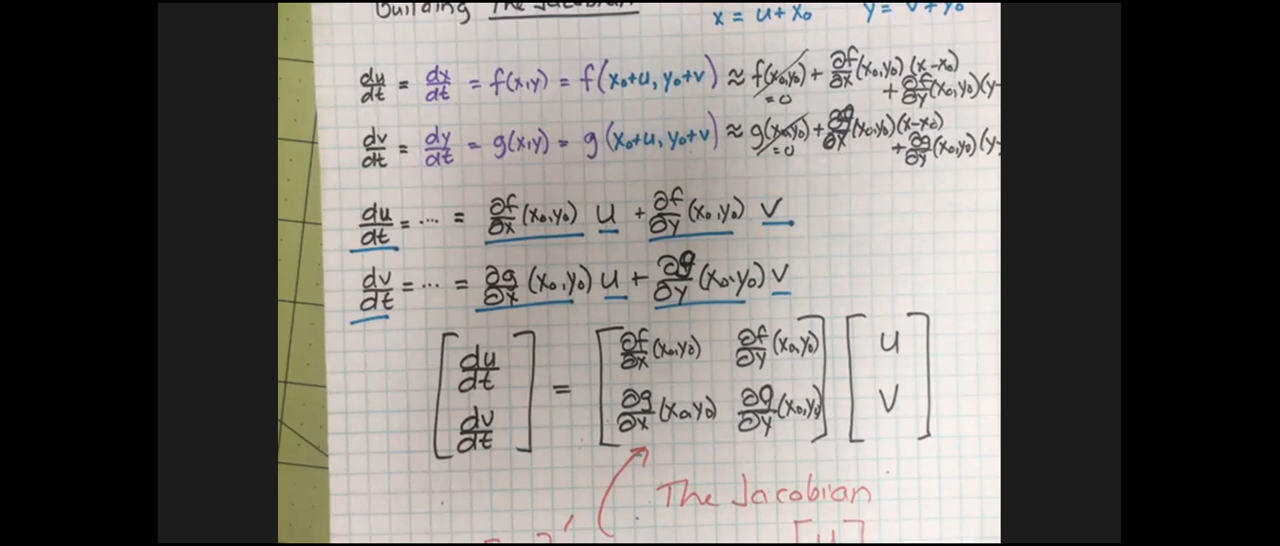 Building The Jacobian x = u + x₀ y = v + y₀
du/dt = dx/dt = f(x,y) = f(x₀+u, y₀+v) ≈ f(x₀,y₀) + ∂f/∂x (x₀,y₀) (x-x₀)
=0 + ∂f/∂y (x₀,y₀) (y-
dv/dt = dy/dt = g(x,y) = g(x₀+u, y₀+v) ≈ g(x₀,y₀) + ∂g/∂x (x₀,y₀) (x-x₀)
=0 + ∂g/∂y (x₀,y₀) (y-
du/dt = ... = ∂f/∂x (x₀,y₀) u + ∂f/∂y (x₀,y₀) v
dv/dt = ... = ∂g/∂x (x₀,y₀) u + ∂g/∂y (x₀,y₀) v
[du/dt] = [∂f/∂x (x₀,y₀) ∂f/∂y (x₀,y₀)] [u]
[dv/dt] [∂g/∂x (x₀,y₀) ∂g/∂y (x₀,y₀)] [v]
The Jacobian